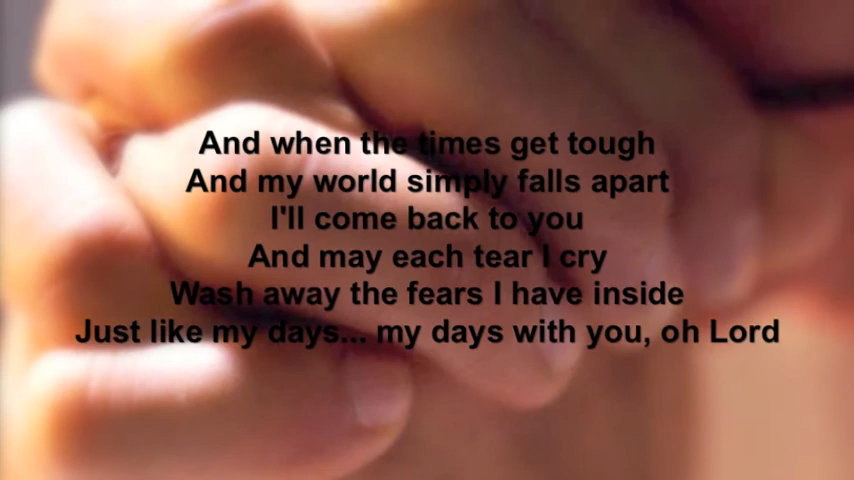 And when the times get tough
And my world simply falls apart
I'll come back to you
And may each tear I cry
Wash away the fears I have inside
Just like my days... my days with you, oh Lord